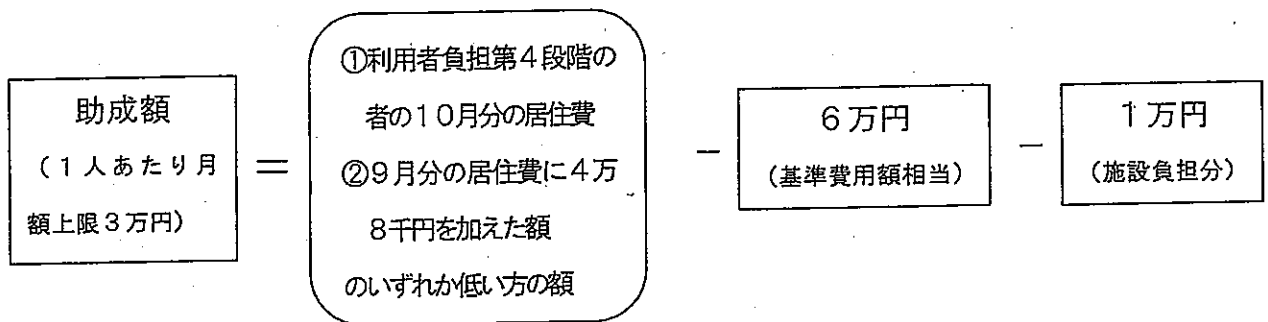 助成額
（１人あたり月
額上限３万円）
＝
①利用者負担第４段階の
者の１０月分の居住費
②９月分の居住費に４万
８千円を加えた額
のいずれか低い方の額
－
６万円
（基準費用額相当）
－
１万円
（施設負担分）